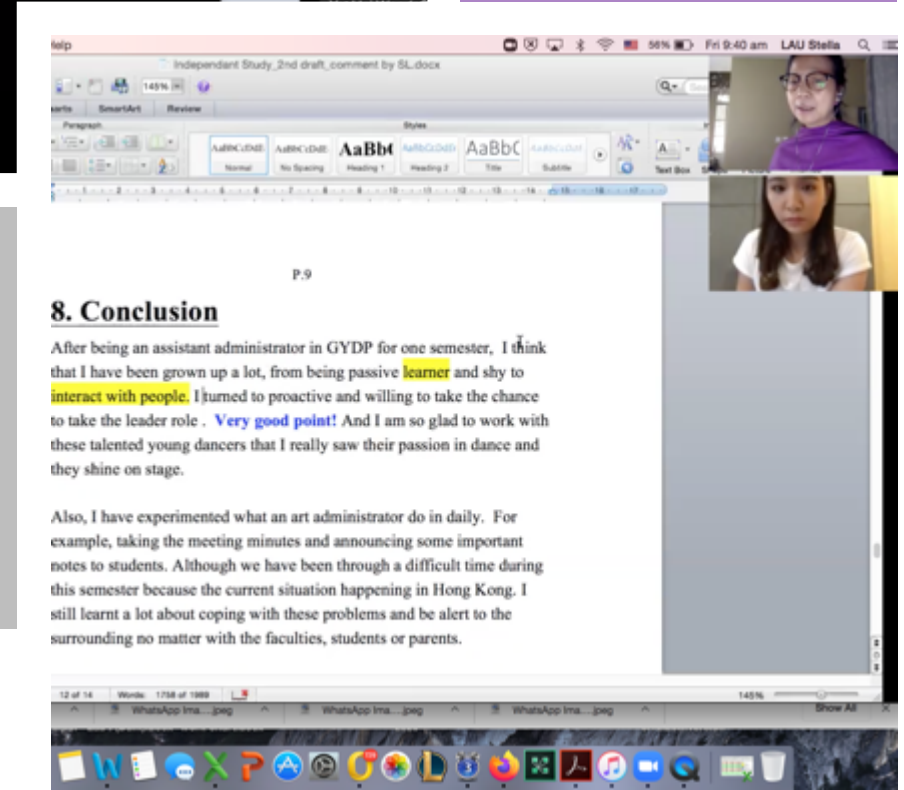 Help
56%
Fri 9:40 am
LAU Stella
Independant Study_2nd draft_comment by SL.docx
145%
SmartArt
Review
Paragraph
Styles
AaBbCcDdE
AaBbCcDdE
AaBb(
AaBbCcDdE
AaBbC
AaBbCcDdE
Normal
No Spacing
Heading 1
Heading 2
Title
Subtitle
Text Box
P.9
8. Conclusion
After being an assistant administrator in GYDP for one semester, I think
that I have been grown up a lot, from being passive learner and shy to
interact with people. I turned to proactive and willing to take the chance
to take the leader role . Very good point! And I am so glad to work with
these talented young dancers that I really saw their passion in dance and
they shine on stage.
Also, I have experimented what an art administrator do in daily. For
example, taking the meeting minutes and announcing some important
notes to students. Although we have been through a difficult time during
this semester because the current situation happening in Hong Kong. I
still learnt a lot about coping with these problems and be alert to the
surrounding no matter with the faculties, students or parents.
12 of 14
Words: 1758 of 1989
145%
WhatsApp Ima....jpeg
WhatsApp Ima....jpeg
WhatsApp Ima....jpeg
Show All